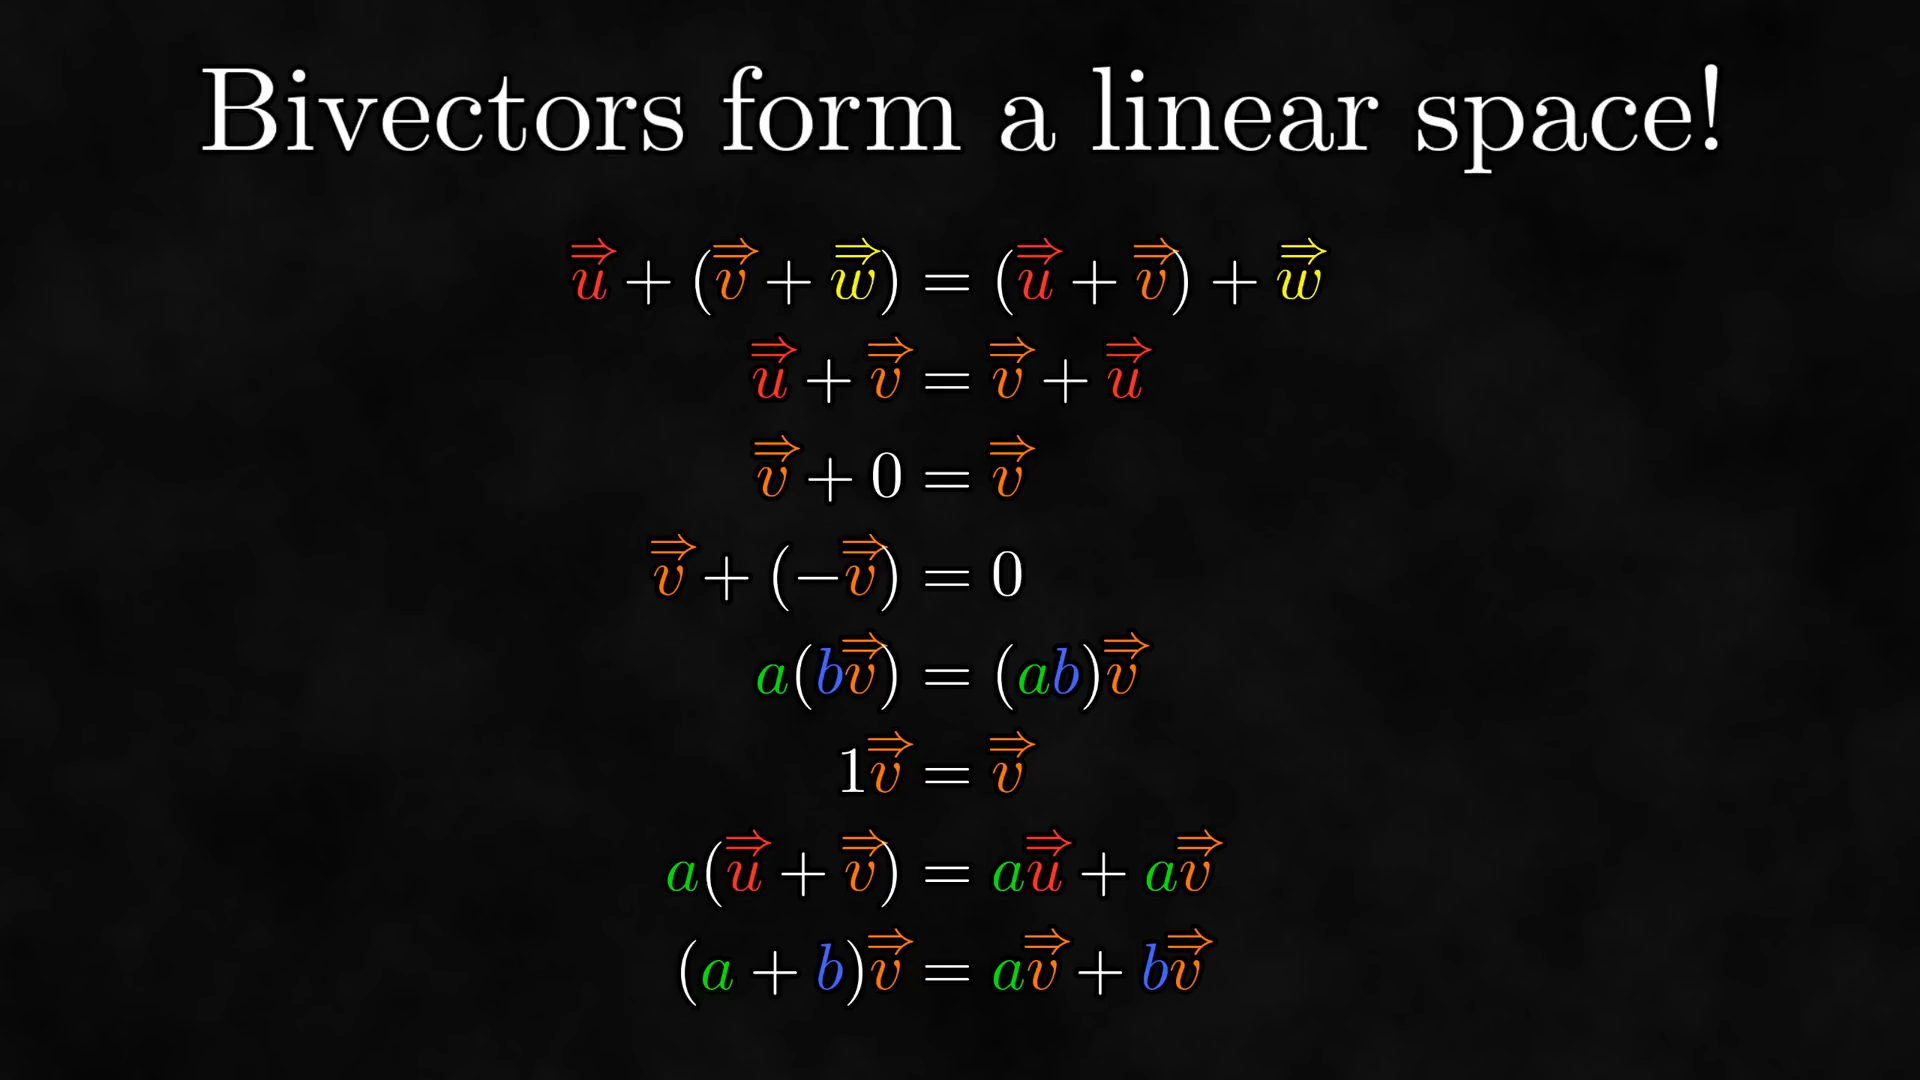 Bivectors form a linear space!
u⃗⃗ + (v⃗⃗ + w⃗⃗) = (u⃗⃗ + v⃗⃗) + w⃗⃗
u⃗⃗ + v⃗⃗ = v⃗⃗ + u⃗⃗
v⃗⃗ + 0 = v⃗⃗
v⃗⃗ + (−v⃗⃗) = 0
a(bv⃗⃗) = (ab)v⃗⃗
1v⃗⃗ = v⃗⃗
a(u⃗⃗ + v⃗⃗) = au⃗⃗ + av⃗⃗
(a + b)v⃗⃗ = av⃗⃗ + bv⃗⃗